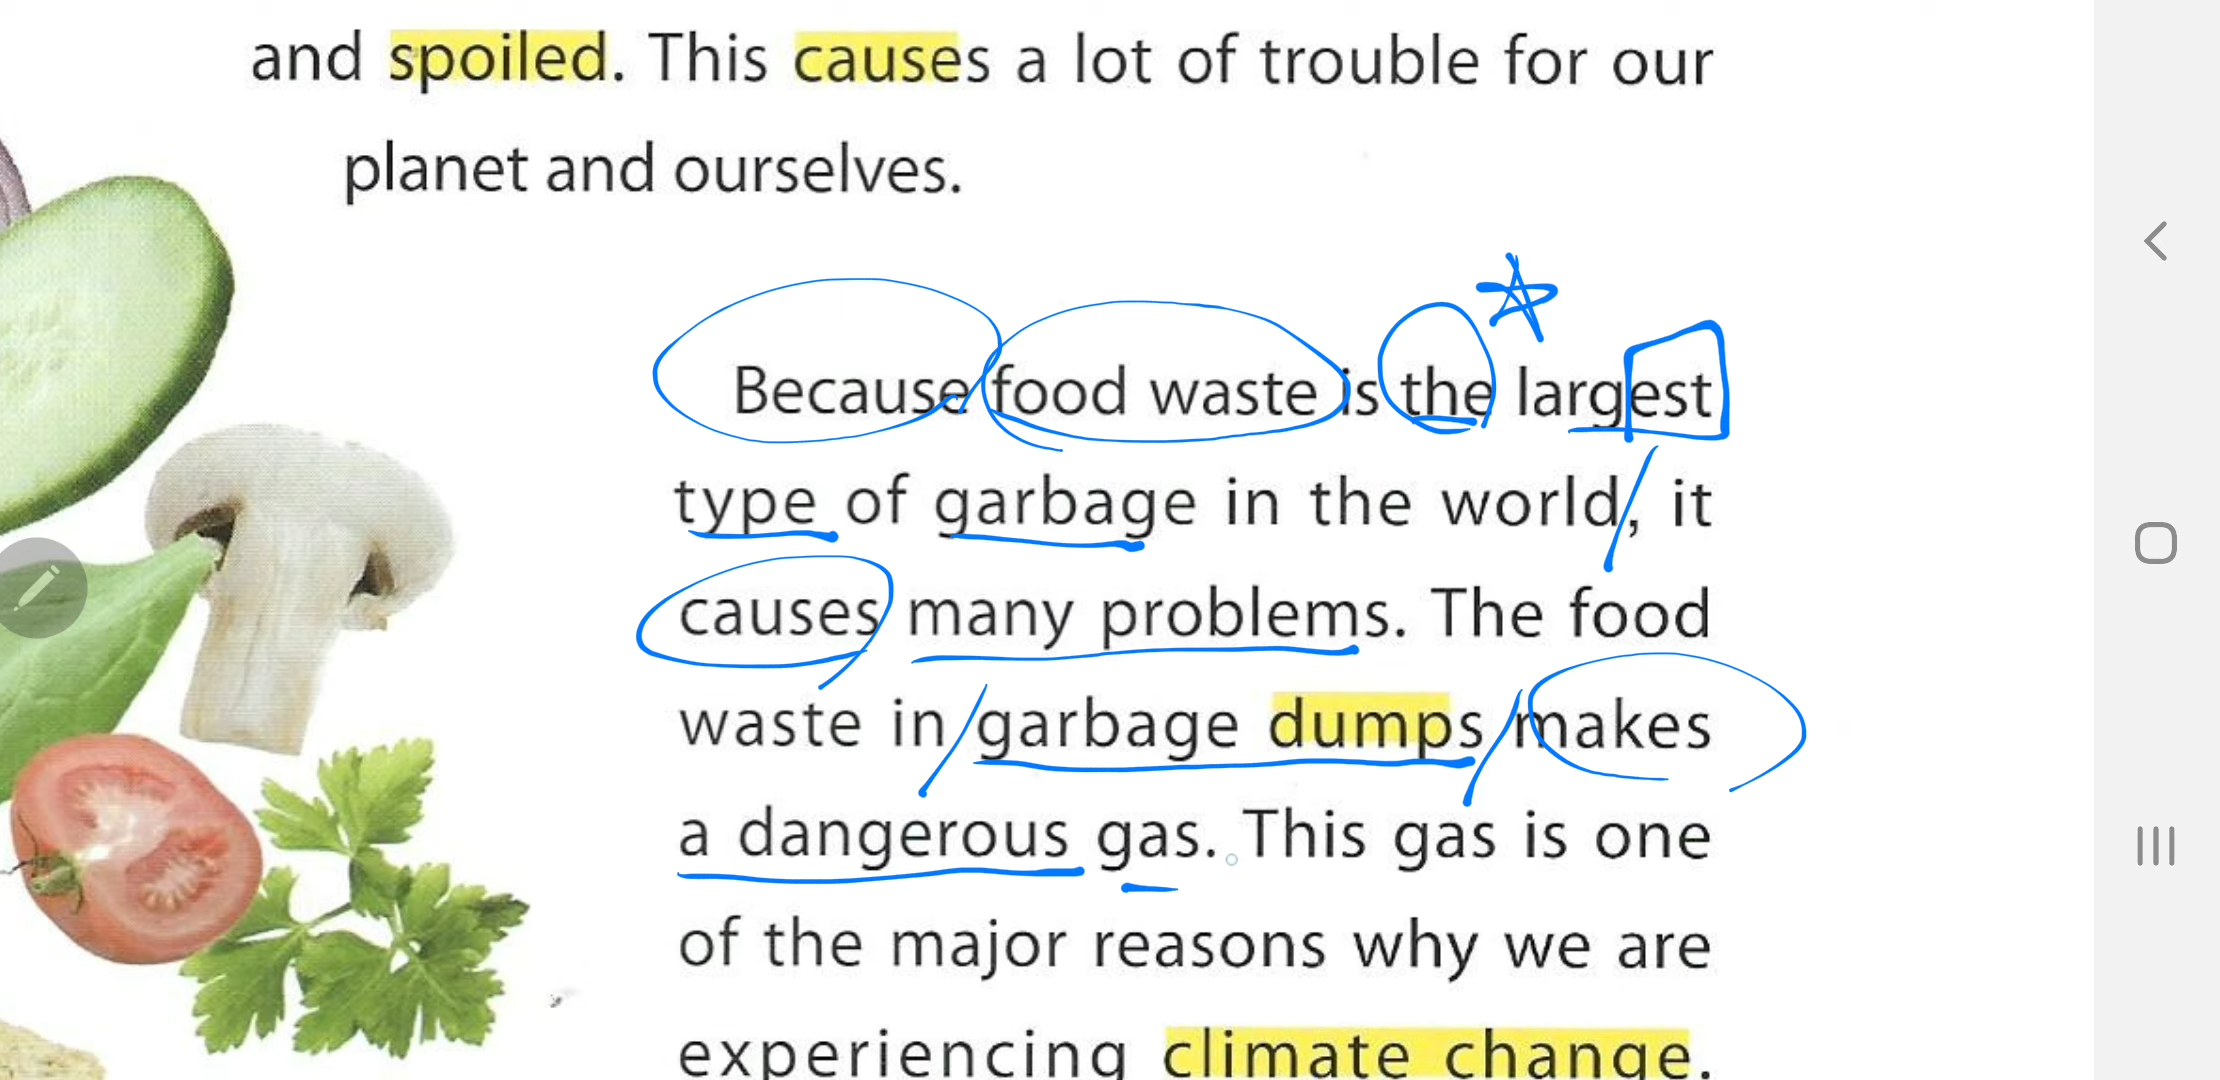 and spoiled. This causes a lot of trouble for our
planet and ourselves.
Because food waste is the largest
type of garbage in the world, it
causes many problems. The food
waste in garbage dumps makes
a dangerous gas. This gas is one
of the major reasons why we are
experiencing climate change.